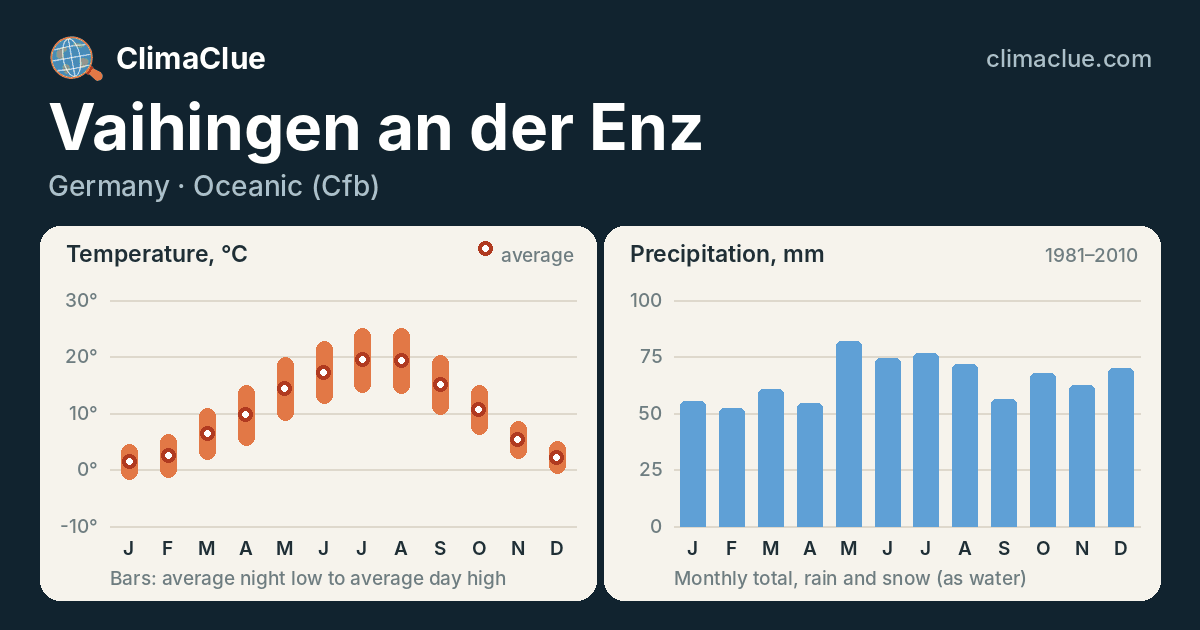 ClimaClue
climaclue.com
Vaihingen an der Enz
Germany · Oceanic (Cfb)
Temperature, °C
average
30°
20°
10°
0°
-10°
J F M A M J J A S O N D
Bars: average night low to average day high
Precipitation, mm
1981–2010
100
75
50
25
0
J F M A M J J A S O N D
Monthly total, rain and snow (as water)